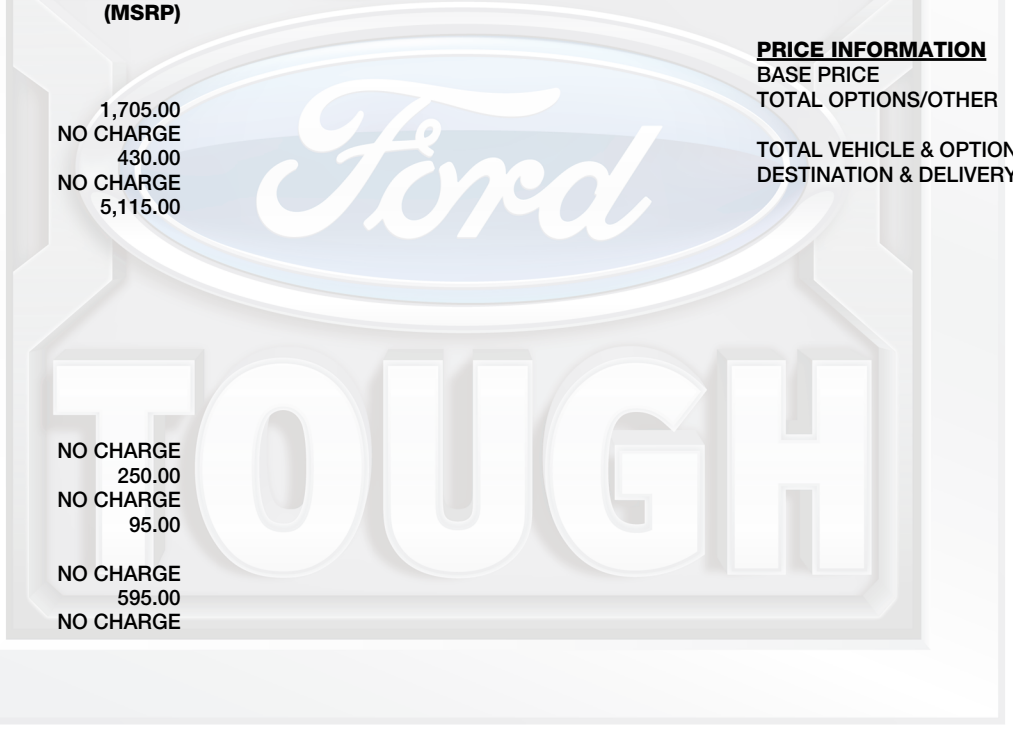 (MSRP)
1,705.00
NO CHARGE
430.00
NO CHARGE
5,115.00
NO CHARGE
250.00
NO CHARGE
95.00
NO CHARGE
595.00
NO CHARGE
PRICE INFORMATION
BASE PRICE
TOTAL OPTIONS/OTHER
TOTAL VEHICLE & OPTION
DESTINATION & DELIVERY
Ford
TOUGH